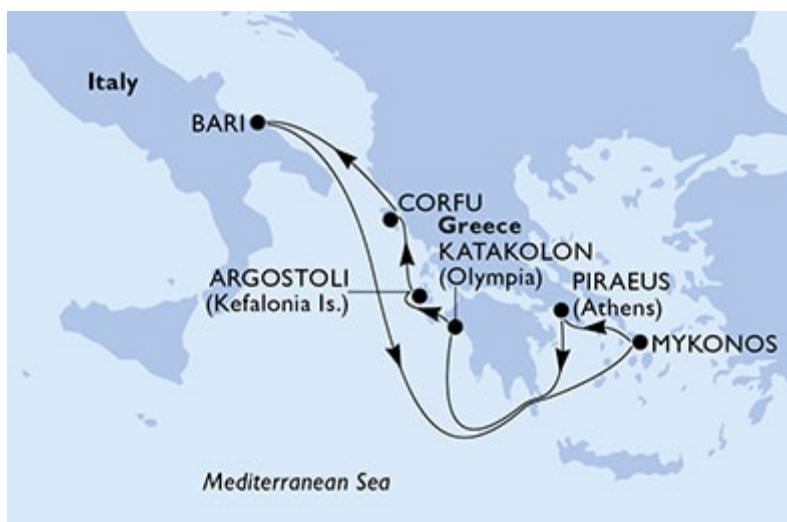 Italy
BARI
CORFU
Greece
KATAKOLON
(Olympia)
ARGOSTOLI
(Kefalonia Is.)
PIRAEUS
(Athens)
MYKONOS
Mediterranean Sea